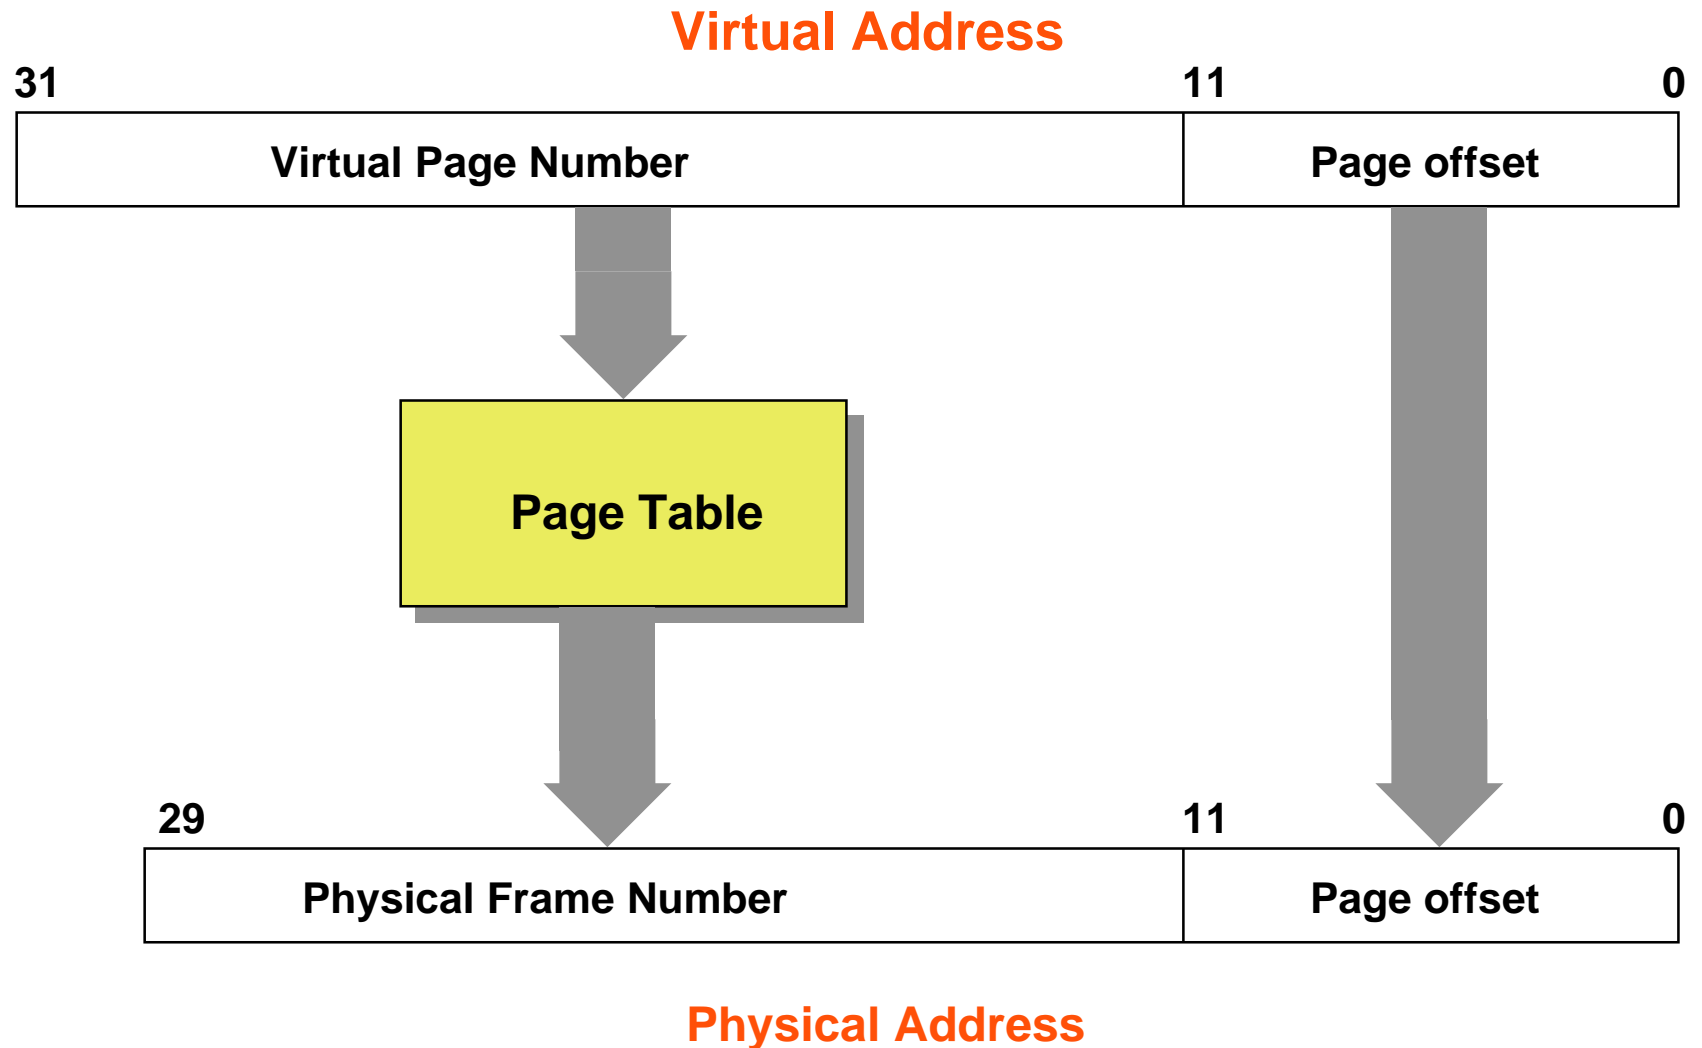 Virtual Address
31 11 0
Virtual Page Number Page offset
Page Table
29 11 0
Physical Frame Number Page offset
Physical Address